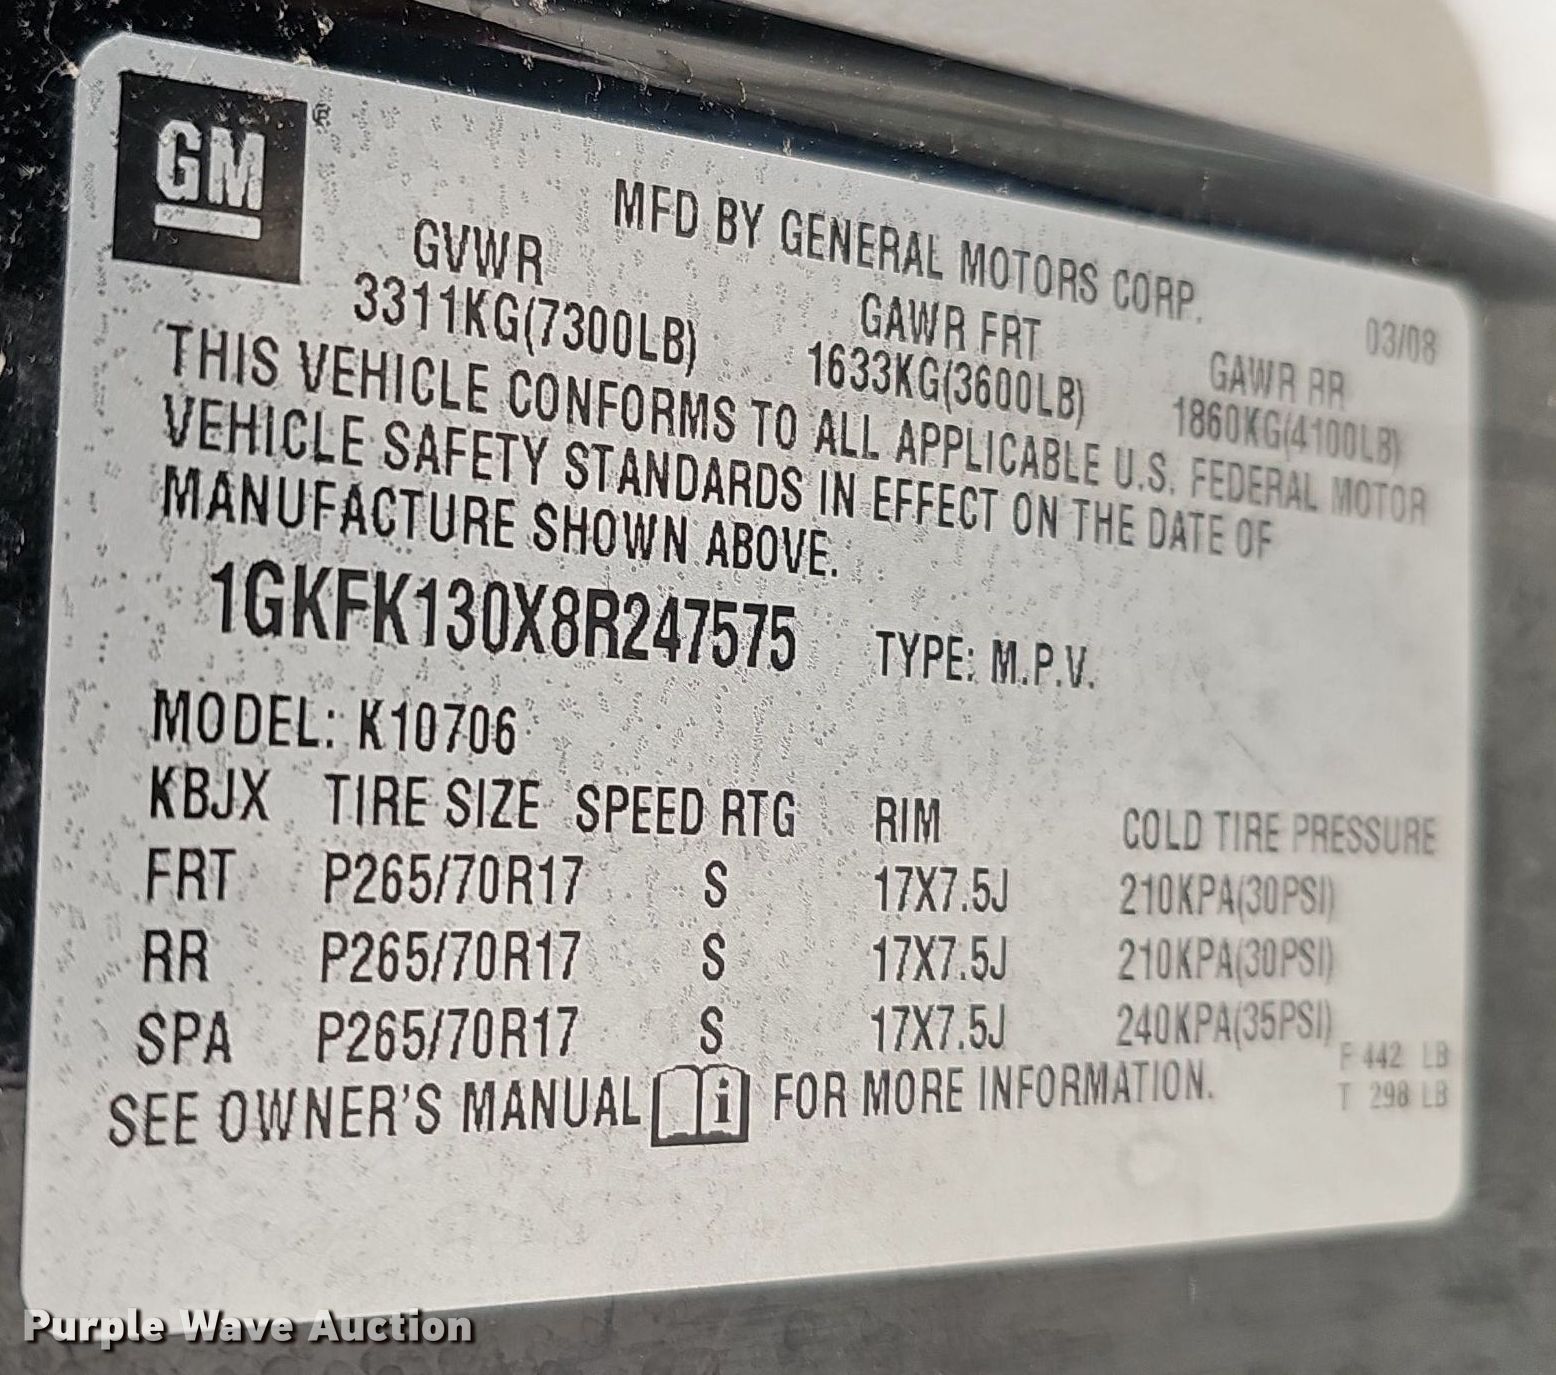 GM
MFD BY GENERAL MOTORS CORP.
03/08
GVWR GAWR FRT GAWR RR
3311KG(7300LB) 1633KG(3600LB) 1860KG(4100LB)
THIS VEHICLE CONFORMS TO ALL APPLICABLE U.S. FEDERAL MOTOR
VEHICLE SAFETY STANDARDS IN EFFECT ON THE DATE OF
MANUFACTURE SHOWN ABOVE.
1GKFK130X8R247575 TYPE: M.P.V.
MODEL: K10706
KBJX TIRE SIZE SPEED RTG RIM COLD TIRE PRESSURE
FRT P265/70R17 S 17X7.5J 210KPA(30PSI)
RR P265/70R17 S 17X7.5J 210KPA(30PSI)
SPA P265/70R17 S 17X7.5J 240KPA(35PSI)
F 442 LB
T 298 LB
SEE OWNER'S MANUAL i FOR MORE INFORMATION.
Purple Wave Auction